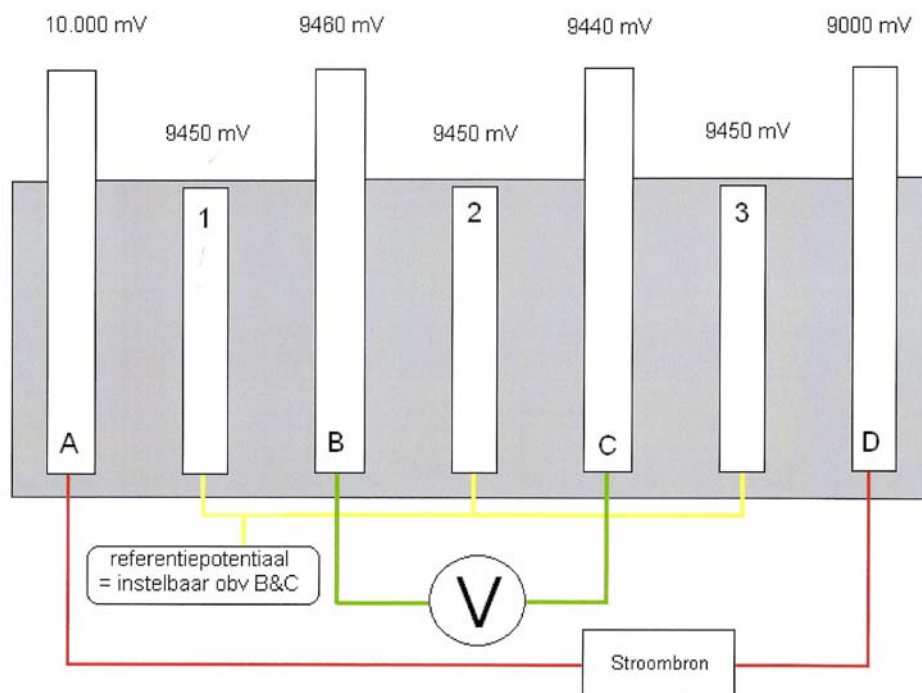 10.000 mV
9460 mV
9440 mV
9000 mV
9450 mV
9450 mV
9450 mV
1
2
3
A
B
C
D
referentiepotentiaal
= instelbaar obv B&C
V
Stroombron